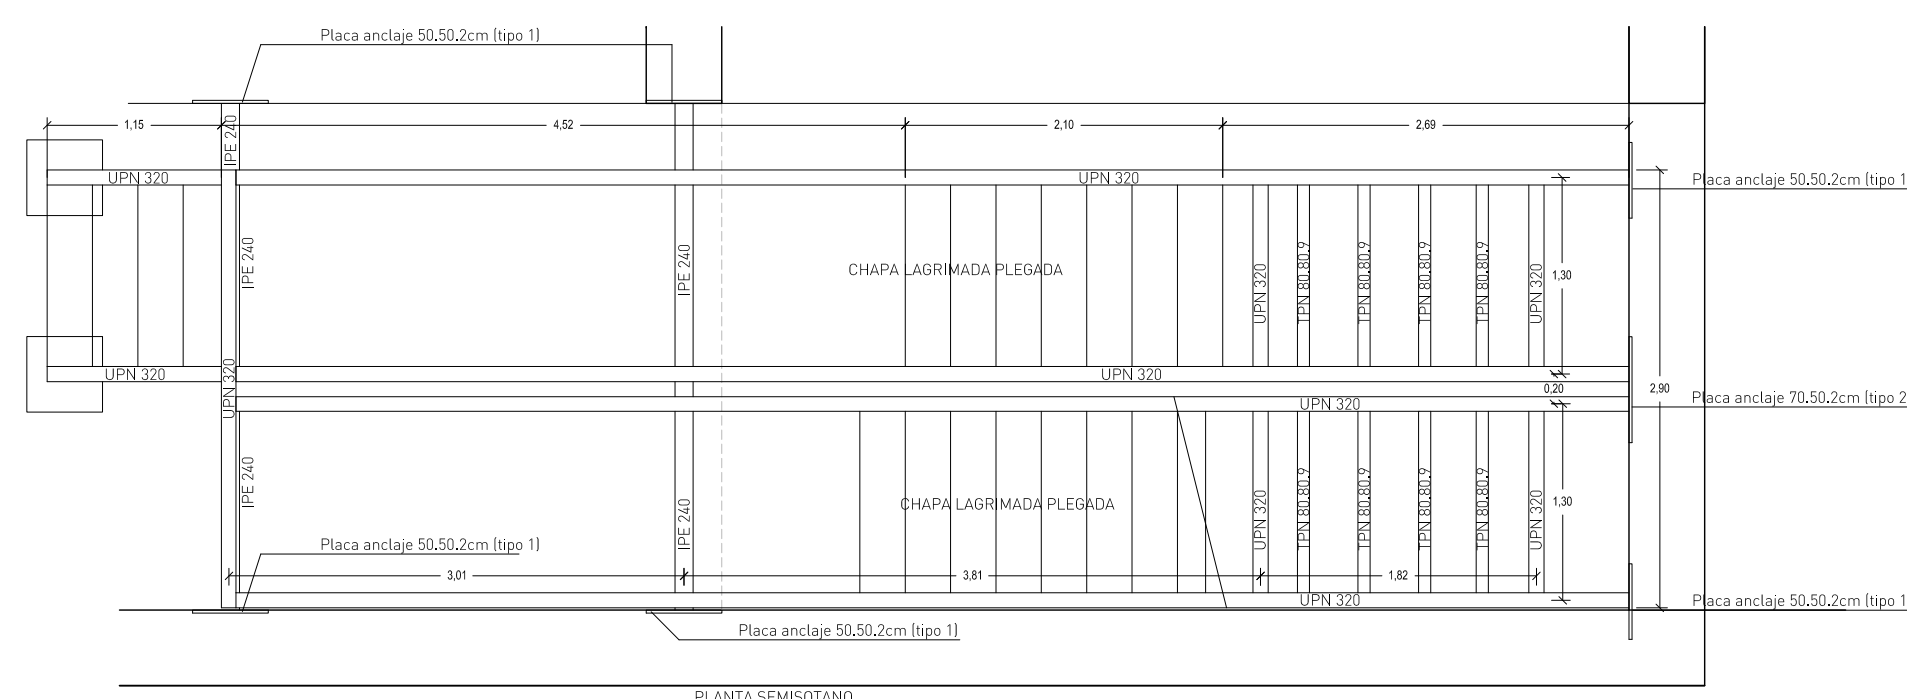 Placa anclaje 50.50.2cm (tipo 1)
1,15
4,52
2,10
2,69
IPE 240
UPN 320
UPN 320
Placa anclaje 50.50.2cm (tipo 1
IPE 240
IPE 240
CHAPA LAGRIMADA PLEGADA
UPN 320
TPN 80.80.9
TPN 80.80.9
TPN 80.80.9
TPN 80.80.9
UPN 320
1,30
UPN 320
UPN 320
UPN 320
0,20
2,90
UPN 320
Placa anclaje 70.50.2cm (tipo 2
IPE 240
IPE 240
CHAPA LAGRIMADA PLEGADA
UPN 320
TPN 80.80.9
TPN 80.80.9
TPN 80.80.9
TPN 80.80.9
UPN 320
1,30
Placa anclaje 50.50.2cm (tipo 1)
3,01
3,81
1,82
UPN 320
Placa anclaje 50.50.2cm (tipo 1
Placa anclaje 50.50.2cm (tipo 1)
PLANTA SEMISOTANO